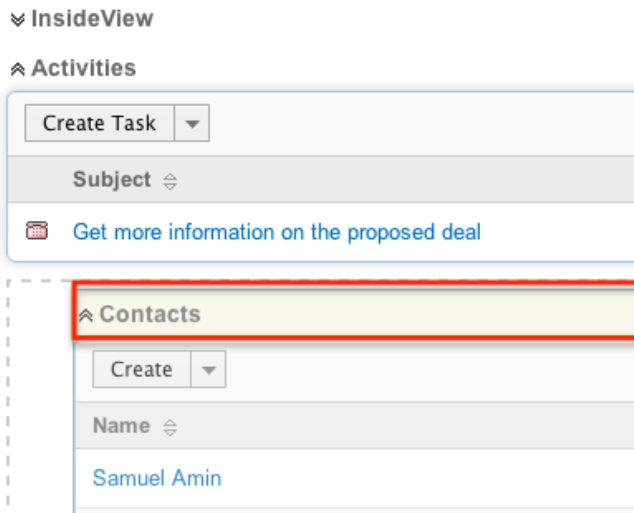 InsideView
Activities
Create Task
Subject
Get more information on the proposed deal
Contacts
Create
Name
Samuel Amin